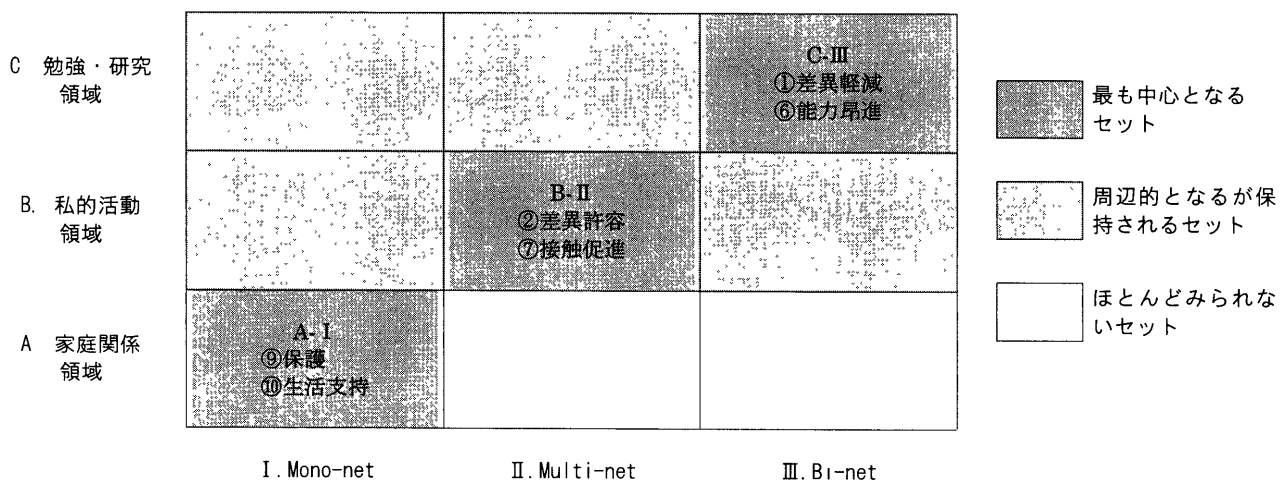 C 勉強・研究
領域
C-Ⅲ
①差異軽減
⑥能力昂進
B. 私的活動
領域
B-Ⅱ
②差異許容
⑦接触促進
A 家庭関係
領域
A-Ⅰ
⑨保護
⑩生活支持
Ⅰ.Mono-net
Ⅱ.Multi-net
Ⅲ.Bı-net
最も中心となる
セット
周辺的となるが保
持されるセット
ほとんどみられな
いセット